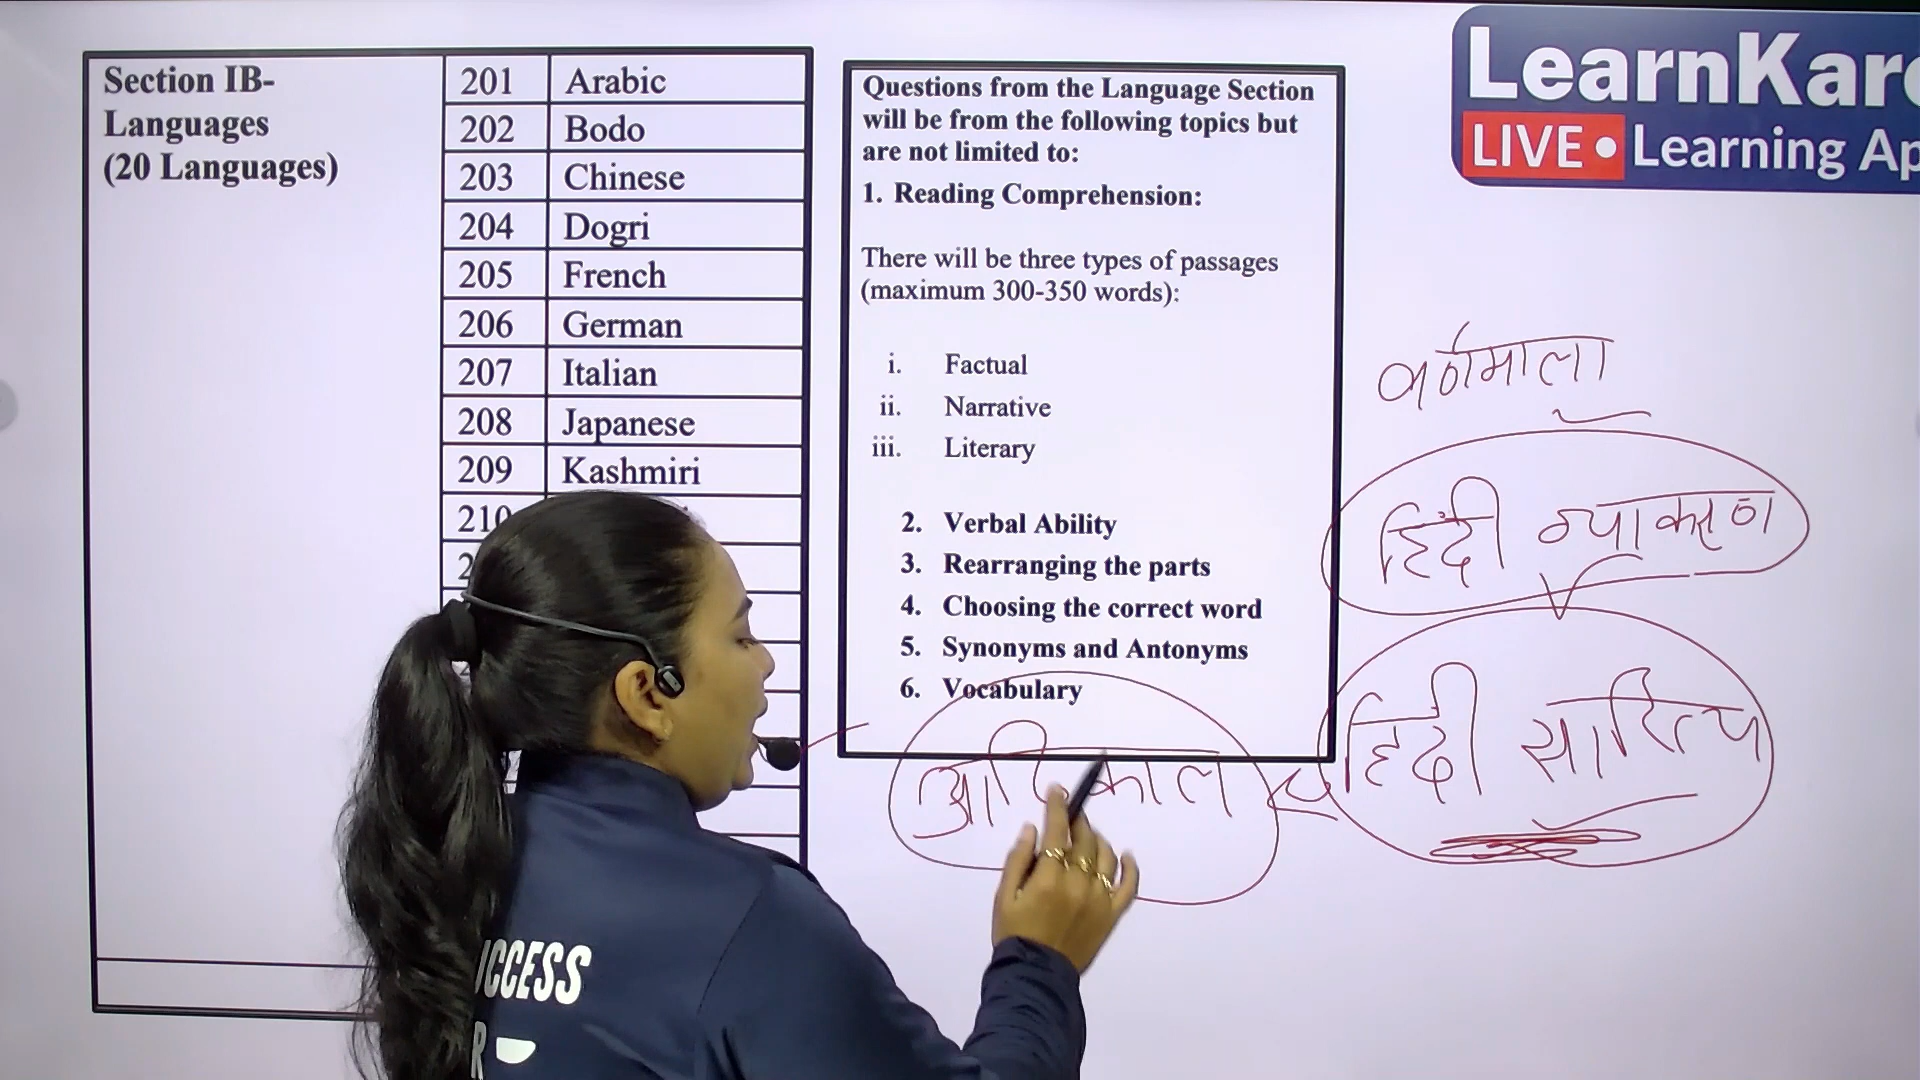 Section IB-
Languages
(20 Languages)
201 Arabic
202 Bodo
203 Chinese
204 Dogri
205 French
206 German
207 Italian
208 Japanese
209 Kashmiri
210
Questions from the Language Section
will be from the following topics but
are not limited to:
1. Reading Comprehension:
There will be three types of passages
(maximum 300-350 words):
i. Factual
ii. Narrative
iii. Literary
2. Verbal Ability
3. Rearranging the parts
4. Choosing the correct word
5. Synonyms and Antonyms
6. Vocabulary
LearnKar
LIVE • Learning Ap
वर्णमाला
हिंदी व्याकरण
हिंदी साहित्य
आदिकाल
UCCESS
R